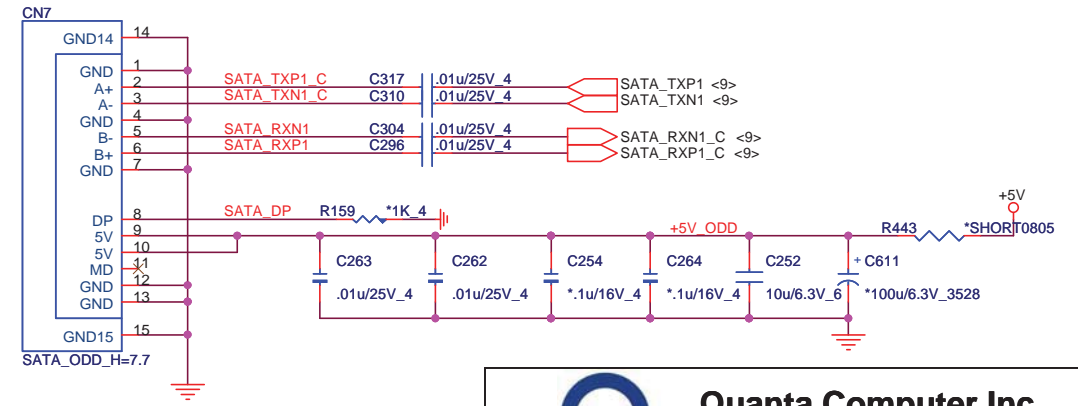 CN7
GND14 14
GND 1
A+ 2 SATA_TXP1_C C317 .01u/25V_4 SATA_TXP1 <9>
A- 3 SATA_TXN1_C C310 .01u/25V_4 SATA_TXN1 <9>
GND 4
B- 5 SATA_RXN1 C304 .01u/25V_4 SATA_RXN1_C <9>
B+ 6 SATA_RXP1 C296 .01u/25V_4 SATA_RXP1_C <9>
GND 7
+5V
DP 8 SATA_DP R159 *1K_4
5V 9 +5V_ODD R443 *SHORT0805
5V 10
MD 11
C263 C262 C254 C264 C252 + C611
GND 12
GND 13
.01u/25V_4 .01u/25V_4 *.1u/16V_4 *.1u/16V_4 10u/6.3V_6 *100u/6.3V_3528
GND15 15
SATA_ODD_H=7.7
Quanta Computer Inc